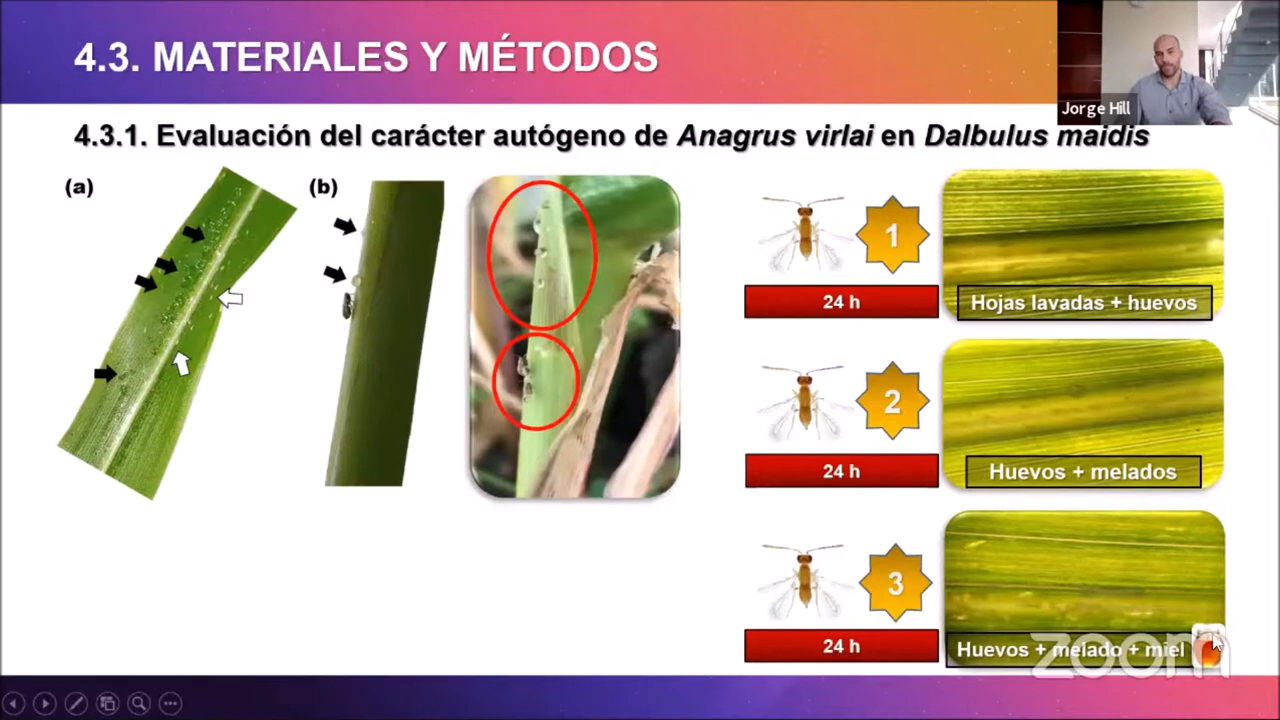 4.3. MATERIALES Y MÉTODOS
Jorge Hill
4.3.1. Evaluación del carácter autógeno de Anagrus virlai en Dalbulus maidis
(a)
(b)
1
24 h
Hojas lavadas + huevos
2
24 h
Huevos + melados
3
24 h
Huevos + melado + miel
zoom